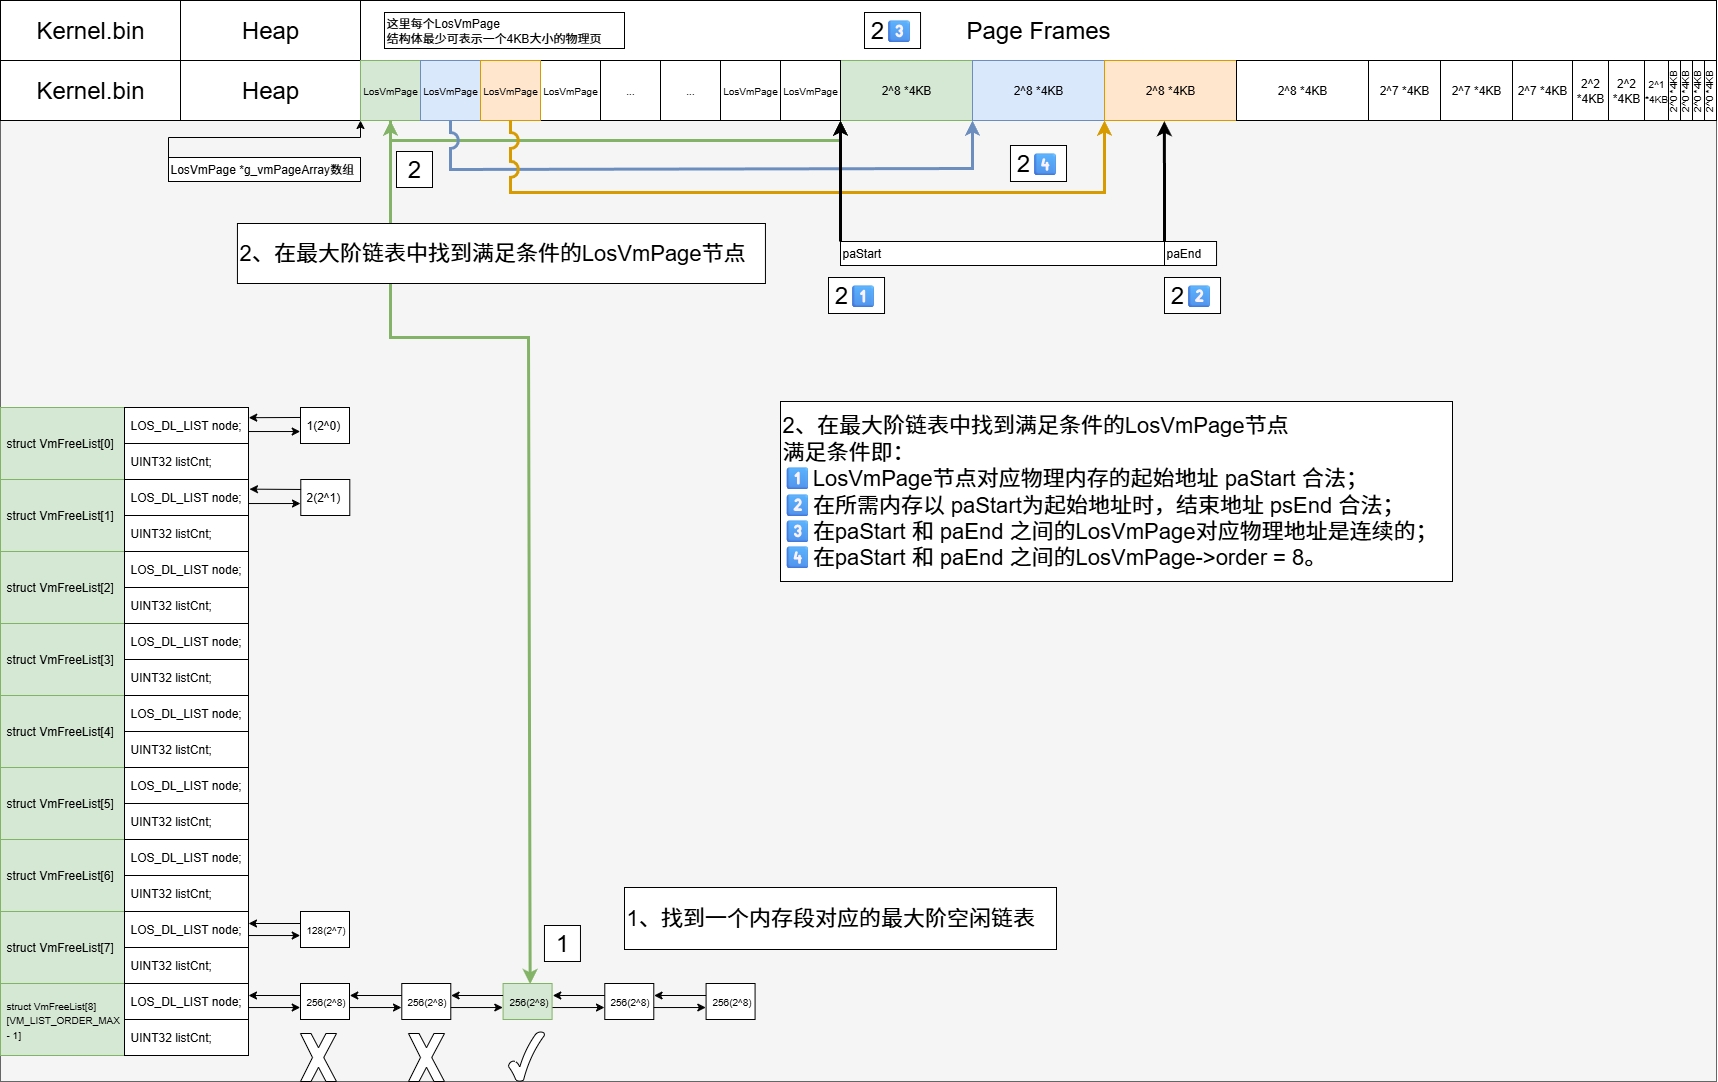 Kernel.bin
Heap
这里每个LosVmPage
结构体最少可表示一个4KB大小的物理页
2 3
Page Frames
Kernel.bin
Heap
LosVmPage
LosVmPage
LosVmPage
LosVmPage
...
...
LosVmPage
LosVmPage
2^8 *4KB
2^8 *4KB
2^8 *4KB
2^8 *4KB
2^7 *4KB
2^7 *4KB
2^7 *4KB
2^2
*4KB
2^2
*4KB
2^1
*4KB
2^0 *4KB
2^0 *4KB
2^0 *4KB
2^0 *4KB
LosVmPage *g_vmPageArray数组
2
2 4
2、在最大阶链表中找到满足条件的LosVmPage节点
paStart
paEnd
2 1
2 2
2、在最大阶链表中找到满足条件的LosVmPage节点
满足条件即：
1 LosVmPage节点对应物理内存的起始地址 paStart 合法；
2 在所需内存以 paStart为起始地址时，结束地址 psEnd 合法；
3 在paStart 和 paEnd 之间的LosVmPage对应物理地址是连续的；
4 在paStart 和 paEnd 之间的LosVmPage->order = 8。
struct VmFreeList[0]
LOS_DL_LIST node;
1(2^0)
UINT32 listCnt;
struct VmFreeList[1]
LOS_DL_LIST node;
2(2^1)
UINT32 listCnt;
struct VmFreeList[2]
LOS_DL_LIST node;
UINT32 listCnt;
struct VmFreeList[3]
LOS_DL_LIST node;
UINT32 listCnt;
struct VmFreeList[4]
LOS_DL_LIST node;
UINT32 listCnt;
struct VmFreeList[5]
LOS_DL_LIST node;
UINT32 listCnt;
struct VmFreeList[6]
LOS_DL_LIST node;
UINT32 listCnt;
struct VmFreeList[7]
LOS_DL_LIST node;
128(2^7)
UINT32 listCnt;
1
1、找到一个内存段对应的最大阶空闲链表
struct VmFreeList[8]
[VM_LIST_ORDER_MAX
- 1]
LOS_DL_LIST node;
256(2^8)
256(2^8)
256(2^8)
256(2^8)
256(2^8)
UINT32 listCnt;